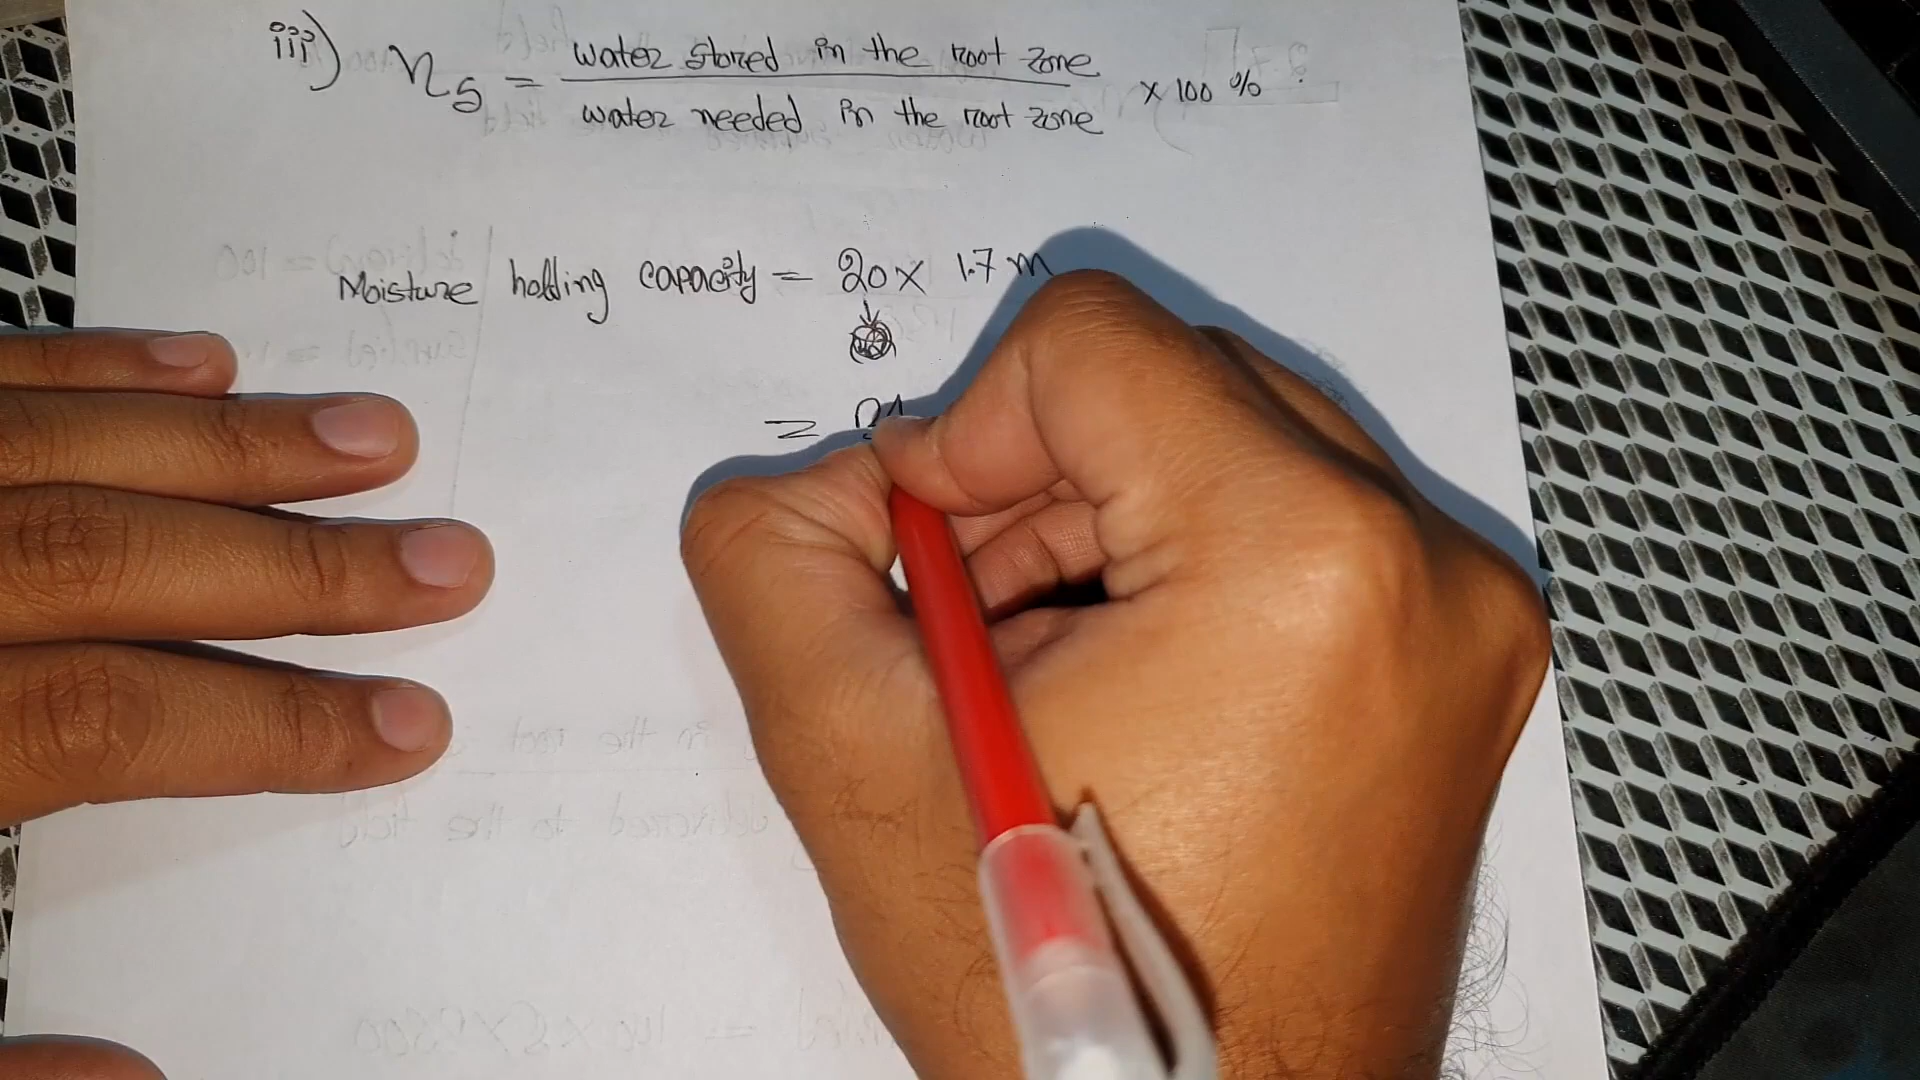 iii) η_s = water stored in the root zone / water needed in the root zone × 100 %
Moisture holding capacity = 20 × 1.7 m
=